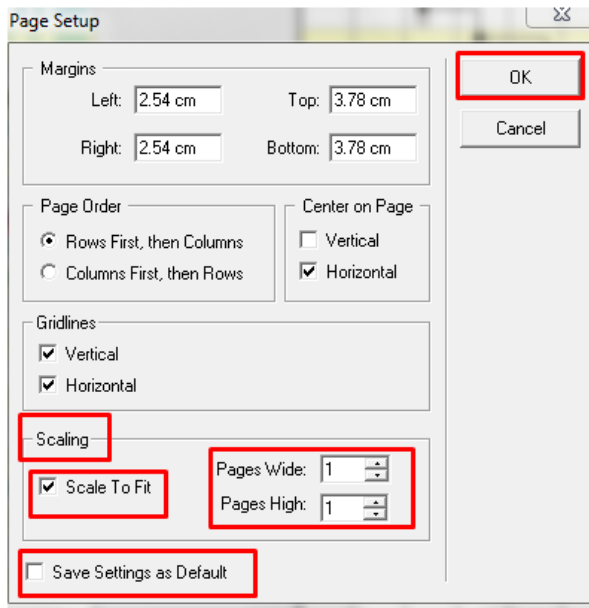 Page Setup
Margins
Left: 2.54 cm Top: 3.78 cm
Right: 2.54 cm Bottom: 3.78 cm
OK
Cancel
Page Order
Rows First, then Columns
Columns First, then Rows
Center on Page
Vertical
Horizontal
Gridlines
Vertical
Horizontal
Scaling
Scale To Fit
Pages Wide: 1
Pages High: 1
Save Settings as Default